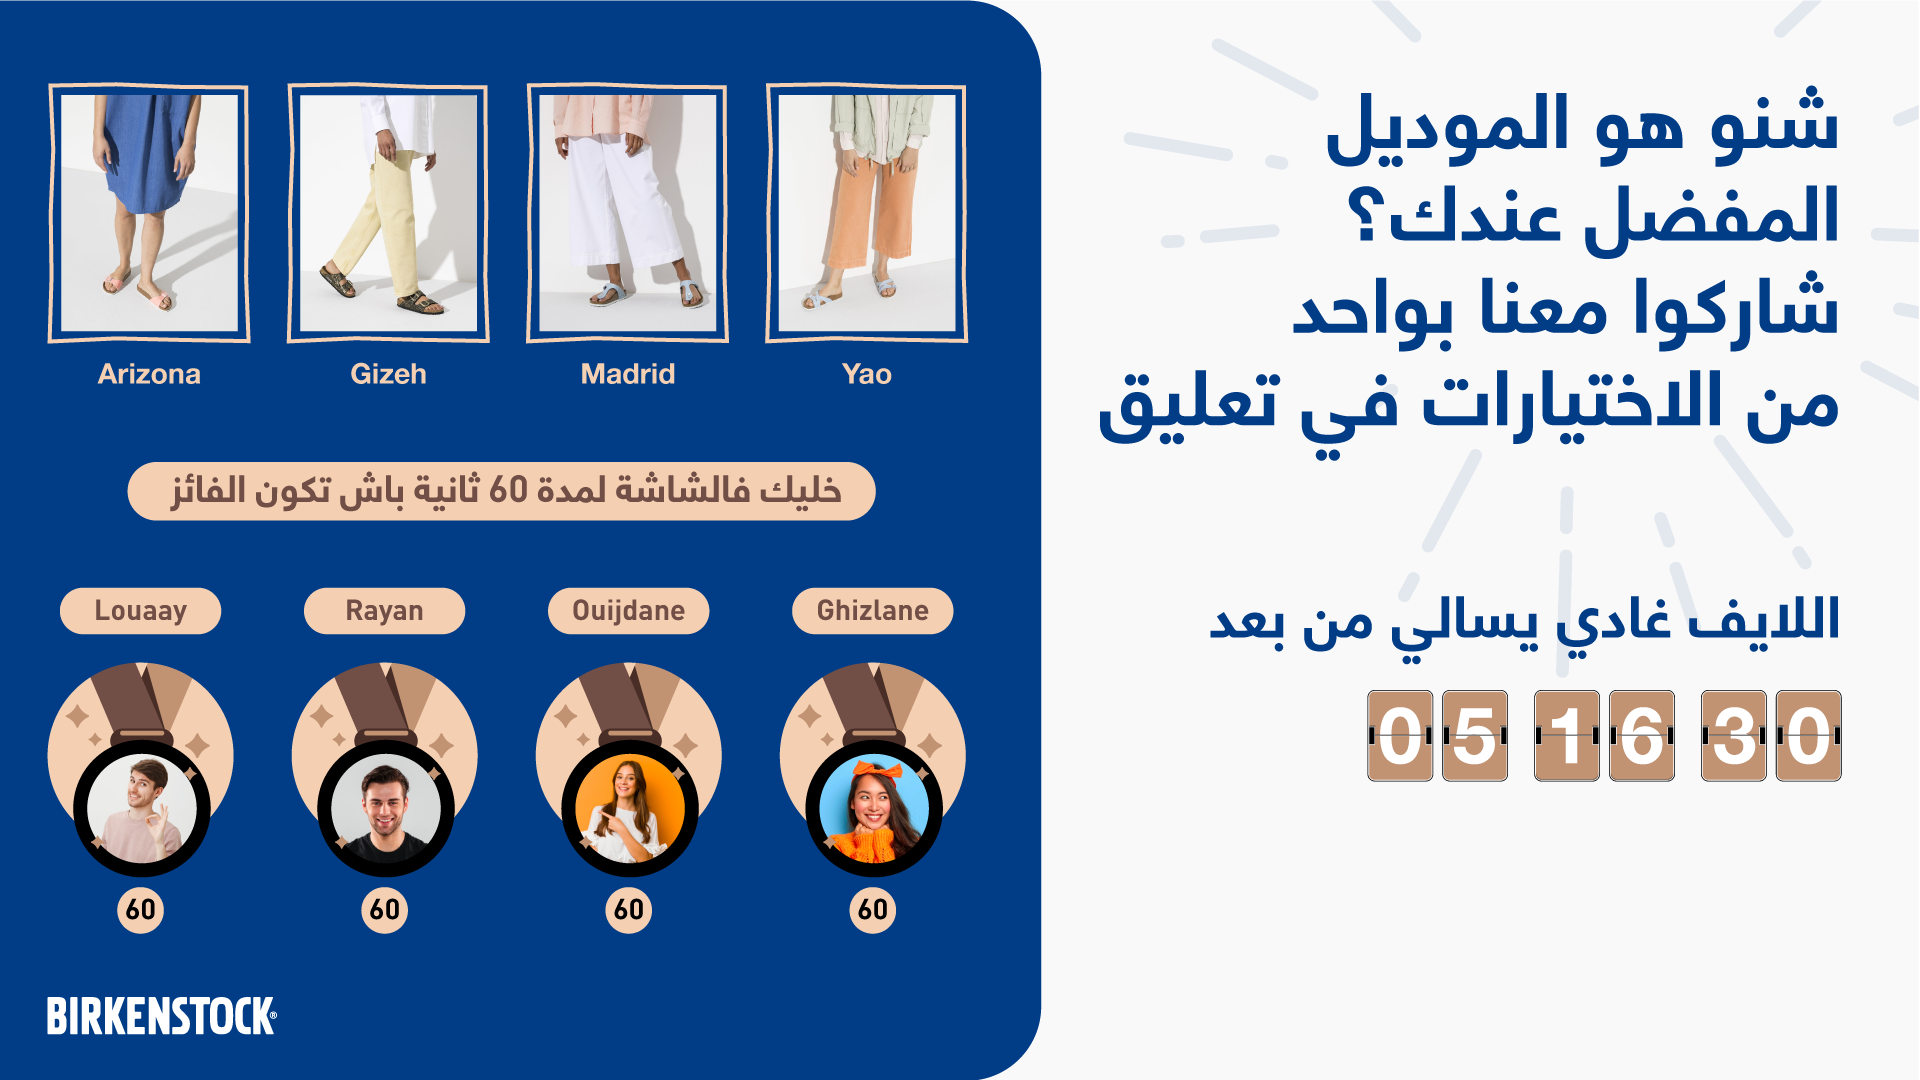 شنو هو الموديل
المفضل عندك؟
شاركوا معنا بواحد
من الاختيارات في تعليق
اللايف غادي يسالي من بعد
05 16 30
Arizona
Gizeh
Madrid
Yao
خليك فالشاشة لمدة 60 ثانية باش تكون الفائز
Louaay
Rayan
Ouijdane
Ghizlane
60
60
60
60
BIRKENSTOCK®